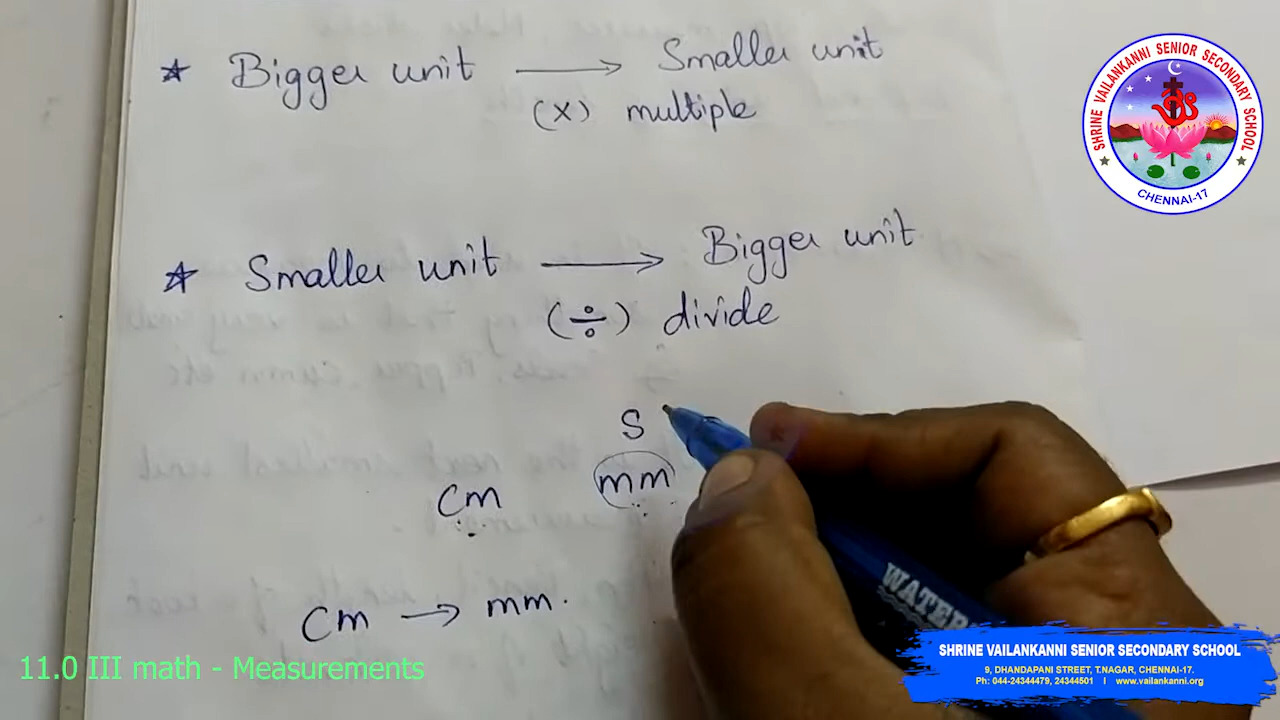 ★ Bigger unit → Smaller unit
(×) multiple
★ Smaller unit → Bigger unit
(÷) divide
S
Cm mm
Cm → mm.
SHRINE VAILANKANNI SENIOR SECONDARY SCHOOL
CHENNAI-17
WATER
11.0 III math - Measurements
SHRINE VAILANKANNI SENIOR SECONDARY SCHOOL
9, DHANDAPANI STREET, T.NAGAR, CHENNAI-17.
Ph: 044-24344479, 24344501 I www.vailankanni.org